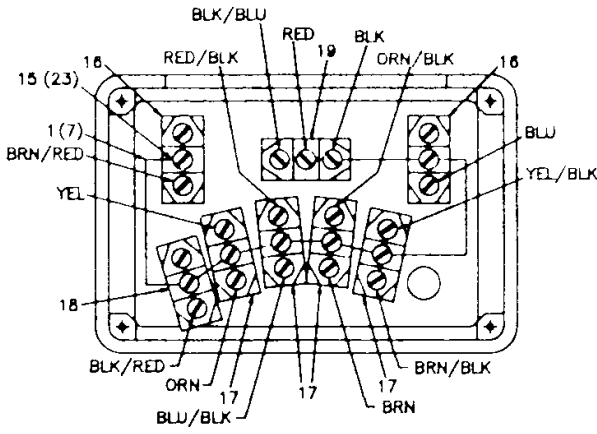 BLK/BLU
RED
19
BLK
RED/BLK
ORN/BLK
16
16
15 (23)
1 (7)
BLU
BRN/RED
YEL/BLK
YEL
18
BLK/RED
BRN/BLK
ORN
17
17
17
BLU/BLK
BRN